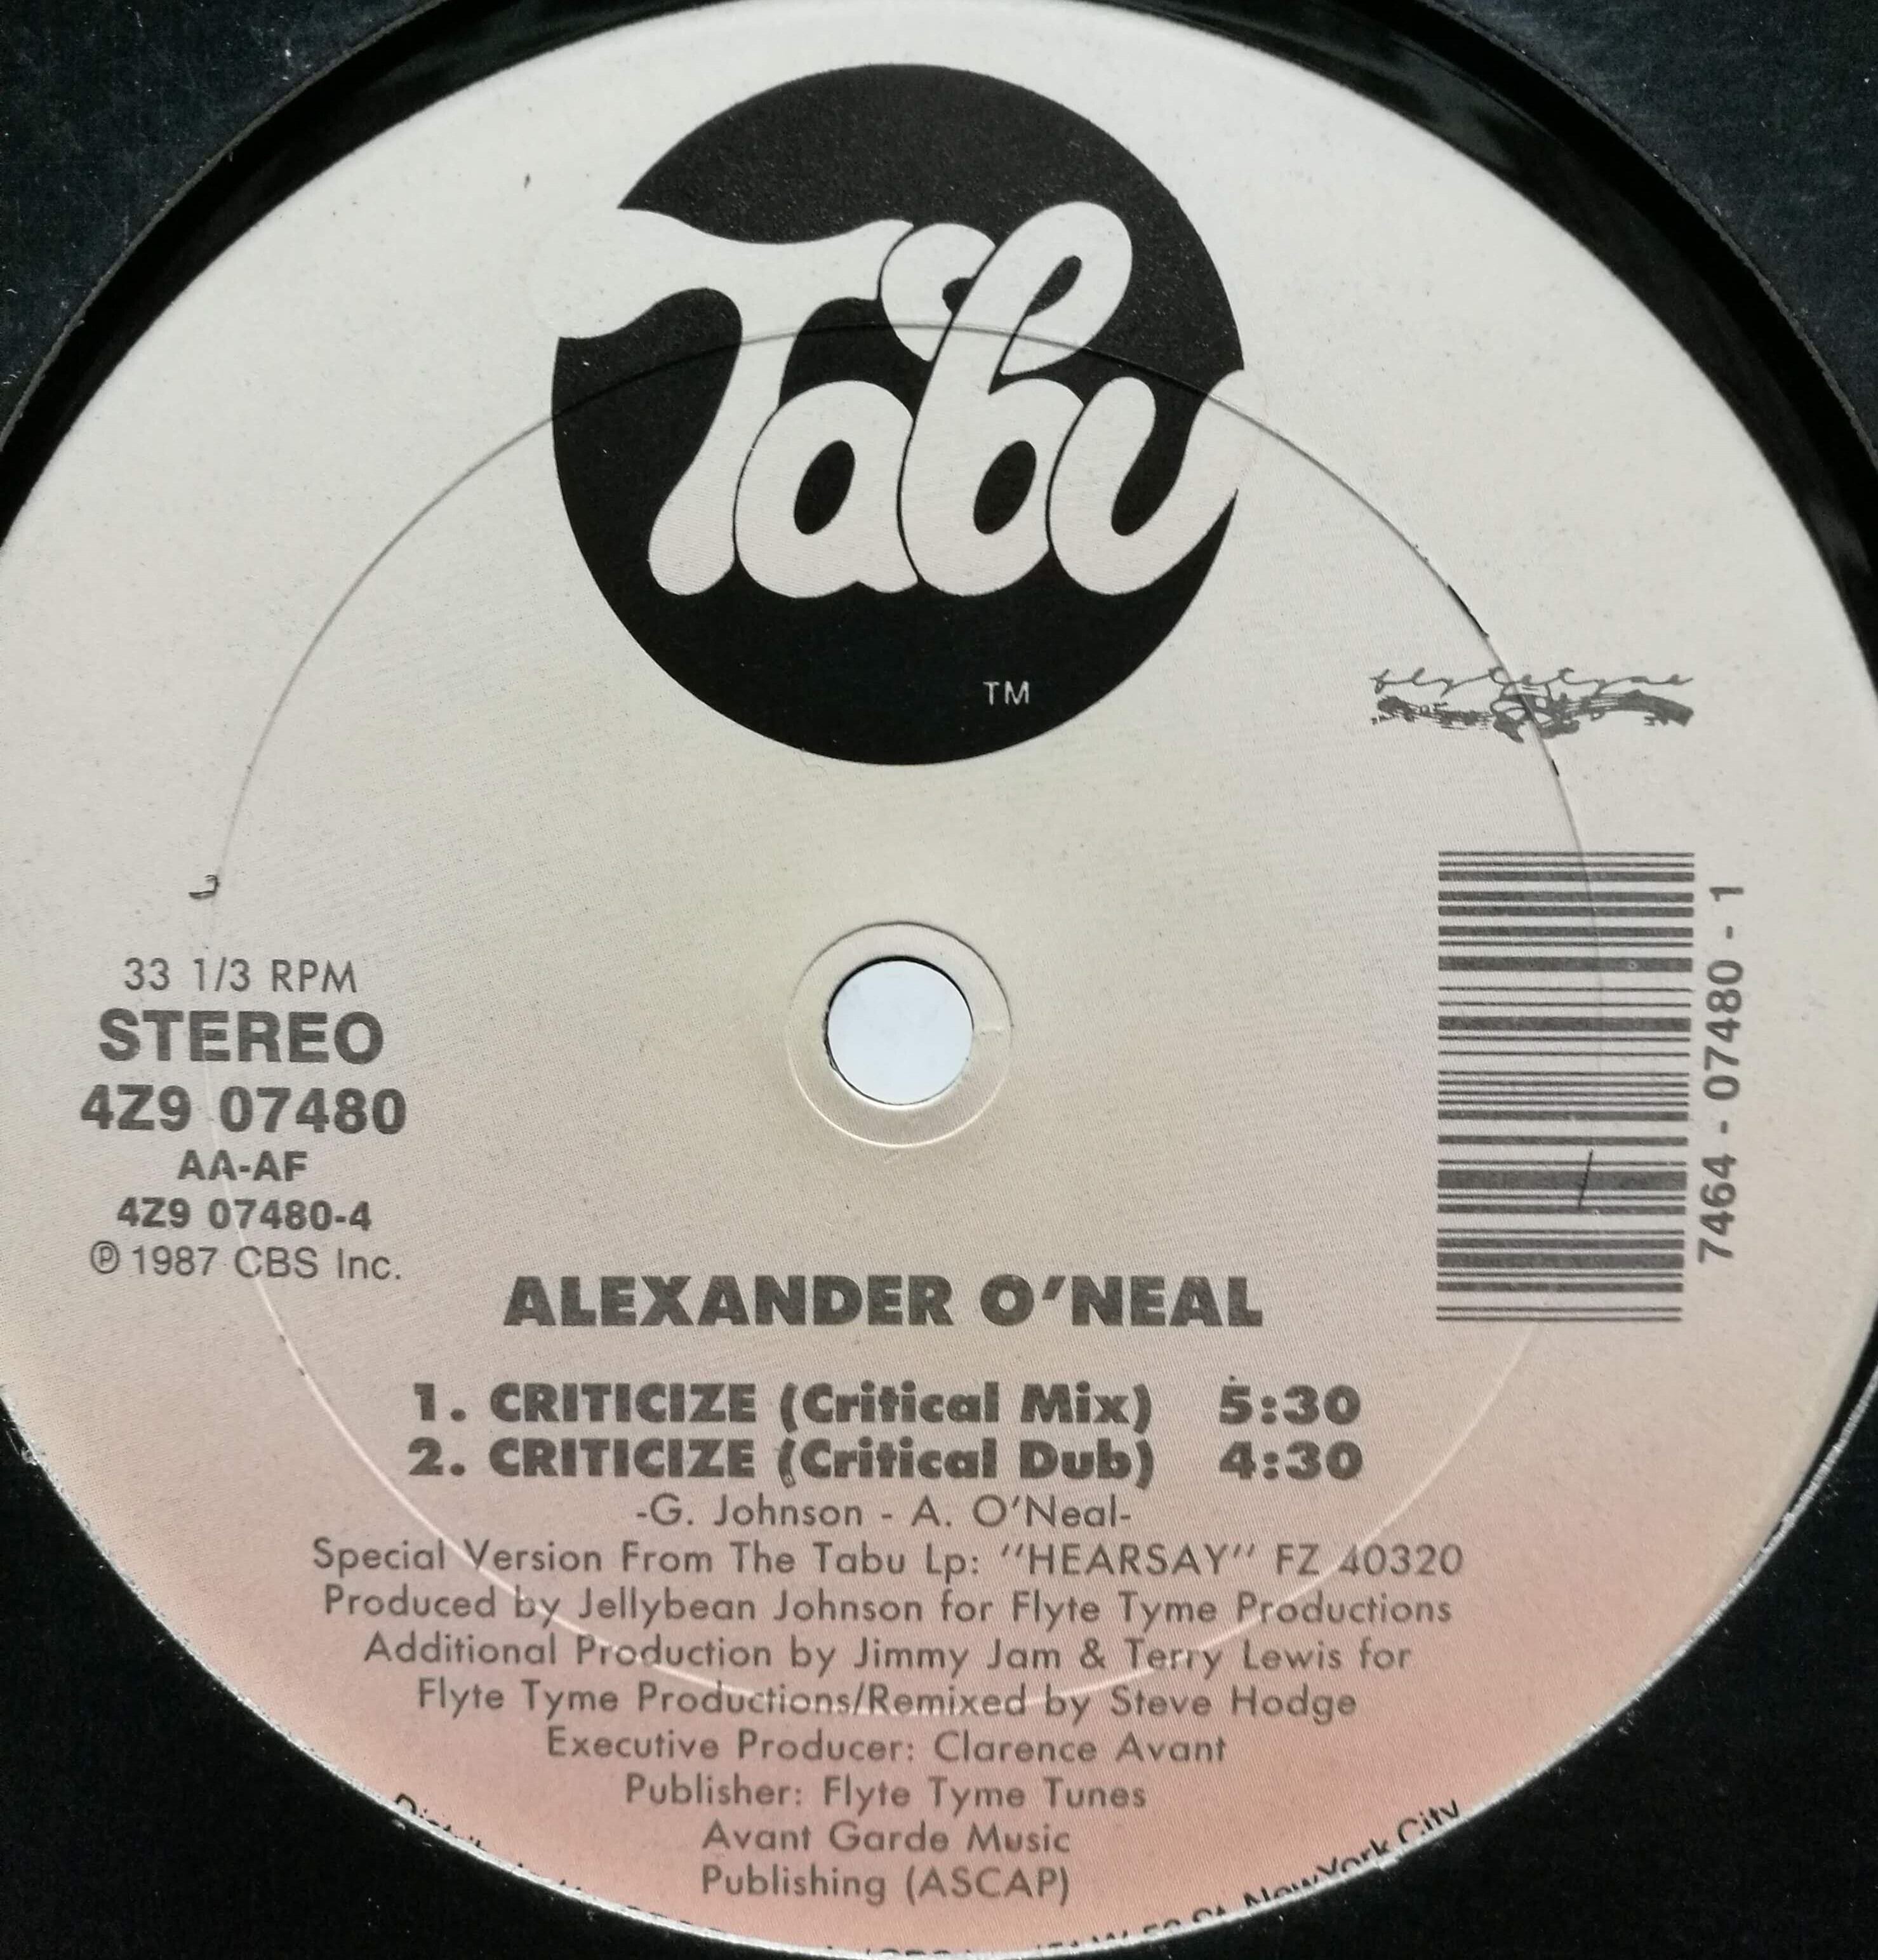 Tabu
TM
flytetyme
33 1/3 RPM
STEREO
4Z9 07480
AA-AF
4Z9 07480-4
℗ 1987 CBS Inc.
7464 - 07480 - 1
ALEXANDER O'NEAL
1. CRITICIZE (Critical Mix) 5:30
2. CRITICIZE (Critical Dub) 4:30
-G. Johnson - A. O'Neal-
Special Version From The Tabu Lp: "HEARSAY" FZ 40320
Produced by Jellybean Johnson for Flyte Tyme Productions
Additional Production by Jimmy Jam & Terry Lewis for
Flyte Tyme Productions/Remixed by Steve Hodge
Executive Producer: Clarence Avant
Publisher: Flyte Tyme Tunes
Avant Garde Music
Publishing (ASCAP)
New York City